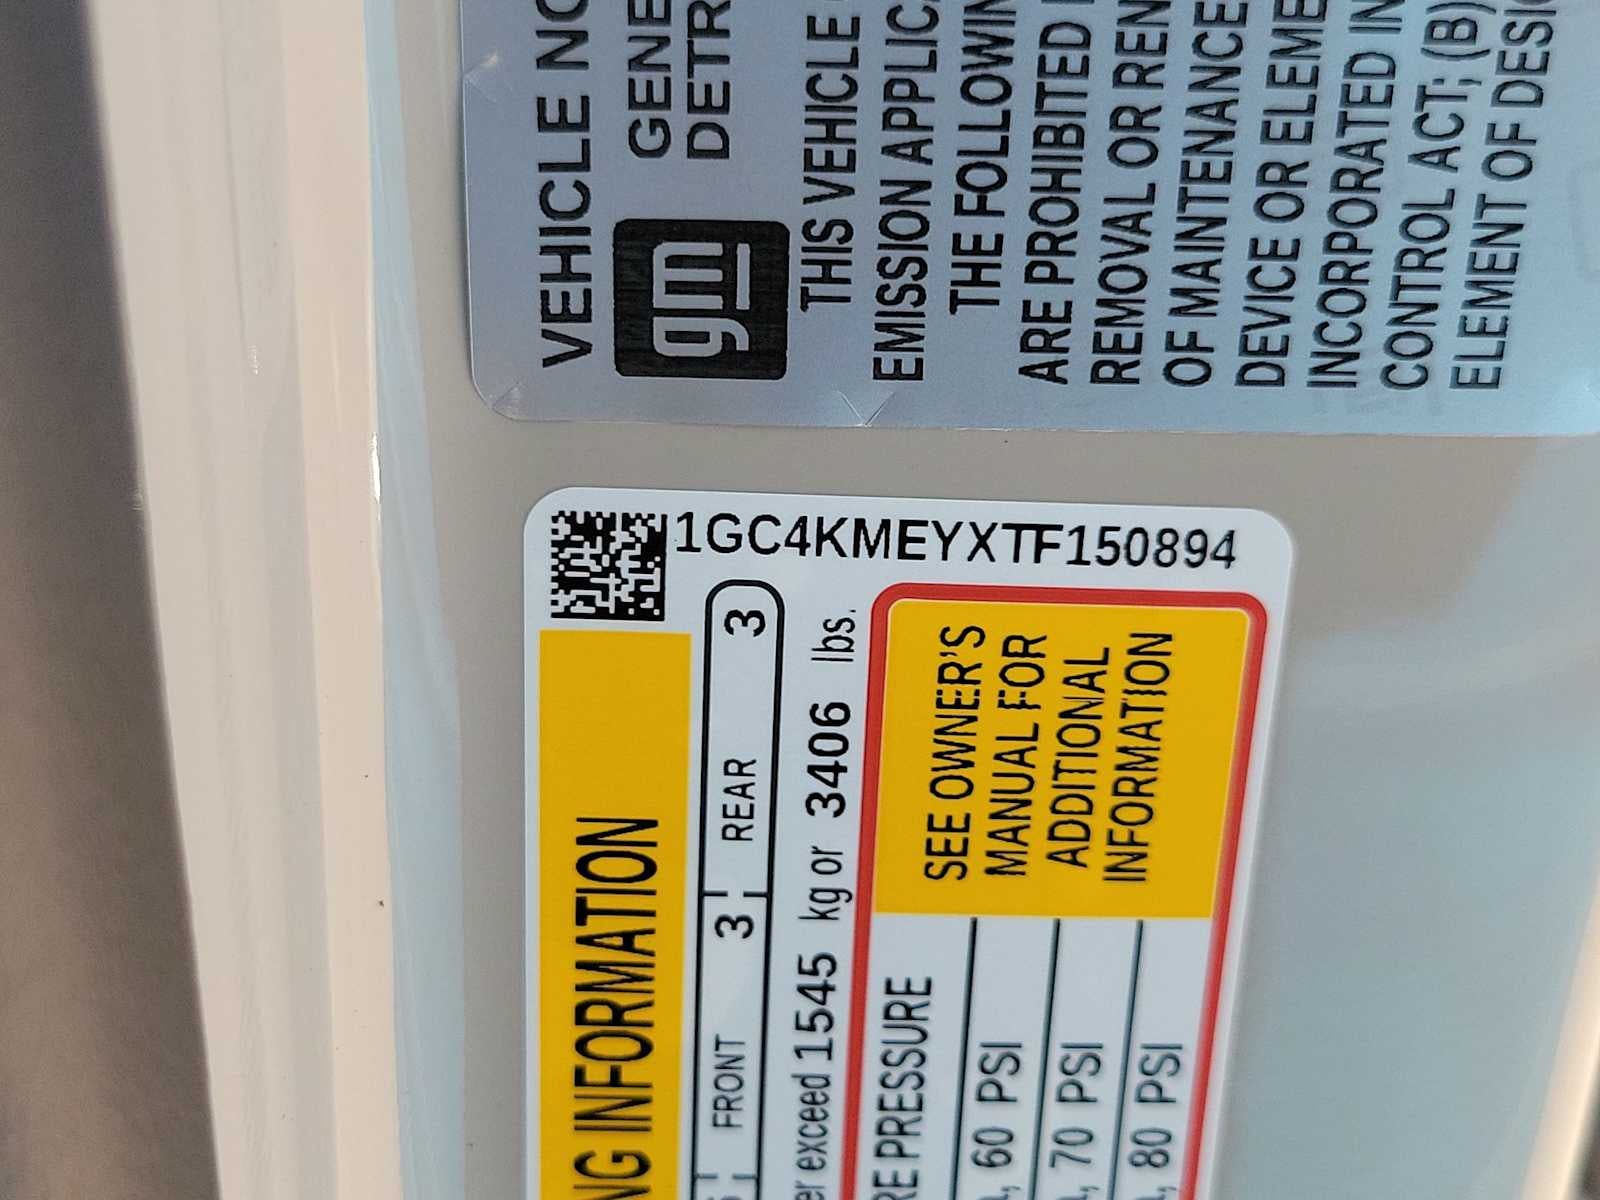 VEHICLE NO
gm
GENE
DETR
THIS VEHICLE
EMISSION APPLIC
THE FOLLOWIN
ARE PROHIBITED
REMOVAL OR REN
OF MAINTENANCE
DEVICE OR ELEME
INCORPORATED IN
CONTROL ACT; (B)
ELEMENT OF DESI
1GC4KMEYXTF150894
NG INFORMATION
FRONT 3 REAR 3
er exceed 1545 kg or 3406 lbs.
RE PRESSURE
, 60 PSI
, 70 PSI
, 80 PSI
SEE OWNER'S
MANUAL FOR
ADDITIONAL
INFORMATION